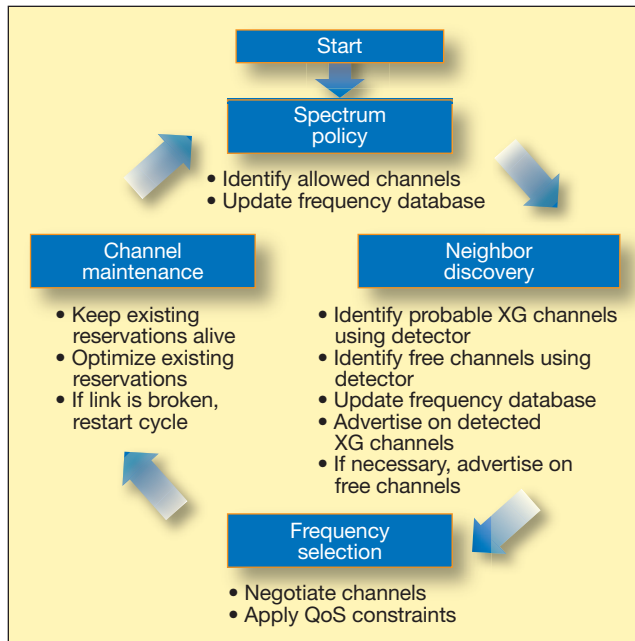 Start
Spectrum
policy
• Identify allowed channels
• Update frequency database
Channel
maintenance
• Keep existing
reservations alive
• Optimize existing
reservations
• If link is broken,
restart cycle
Neighbor
discovery
• Identify probable XG channels
using detector
• Identify free channels using
detector
• Update frequency database
• Advertise on detected
XG channels
• If necessary, advertise on
free channels
Frequency
selection
• Negotiate channels
• Apply QoS constraints